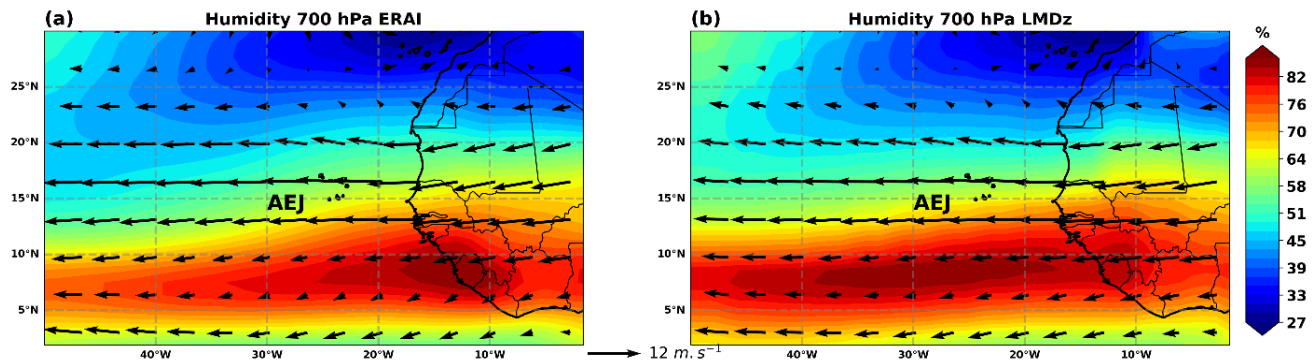 (a) Humidity 700 hPa ERAI
(b) Humidity 700 hPa LMDz
%
25°N
20°N
15°N
10°N
5°N
AEJ
40°W 30°W 20°W 10°W
25°N
20°N
15°N
10°N
5°N
AEJ
40°W 30°W 20°W 10°W
82
76
70
64
58
51
45
39
33
27
12 m.s⁻¹